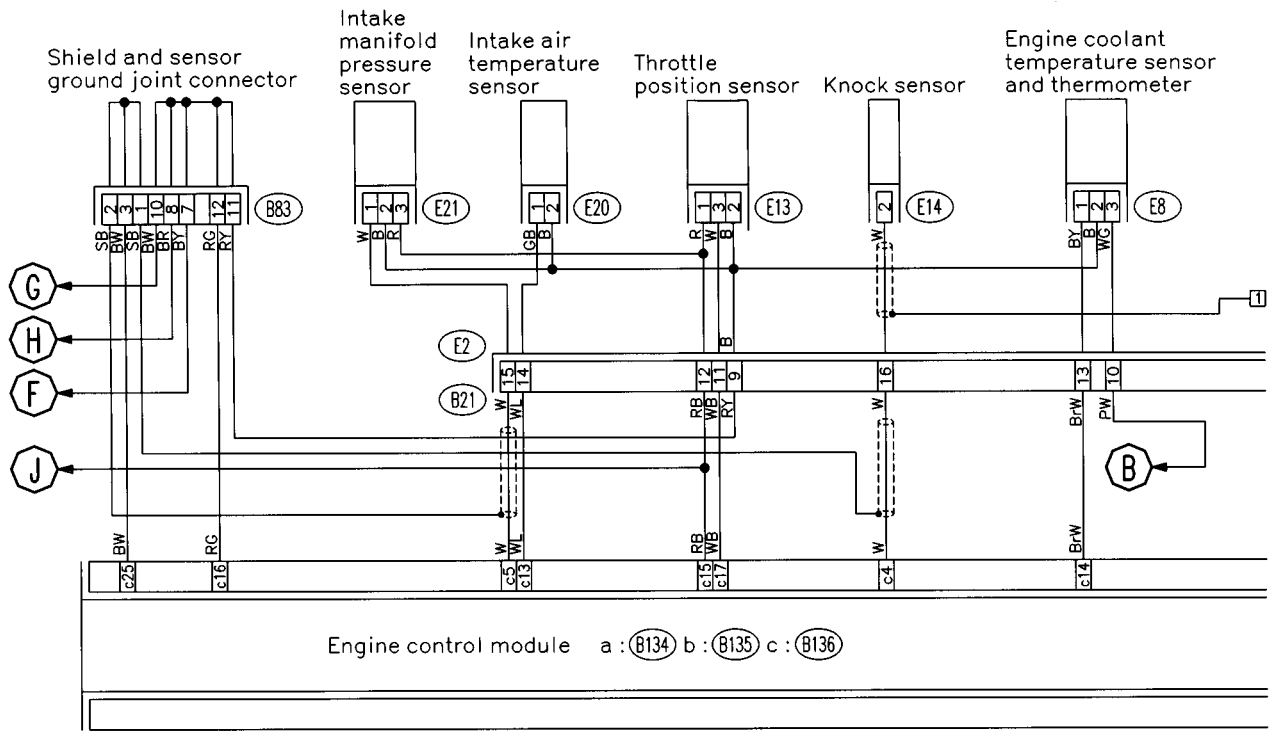 Shield and sensor
ground joint connector
Intake
manifold
pressure
sensor
Intake air
temperature
sensor
Throttle
position sensor
Knock sensor
Engine coolant
temperature sensor
and thermometer
2 3 1 10 8 7 12 11
B83
1 2 3
E21
1 2
E20
1 3 2
E13
2
E14
1 2 3
E8
SB BW SB BW BR BY RG RY
W B R
GB B
R W B
W
BY B WG
G
1
H
E2
B
15 14 12 11 9 16 13 10
F
B21
W WL RB WB RY W BrW PW
J
B
BW RG W WL RB WB W BrW
c25 c16 c5 c13 c15 c17 c4 c14
Engine control module a : B134 b : B135 c : B136